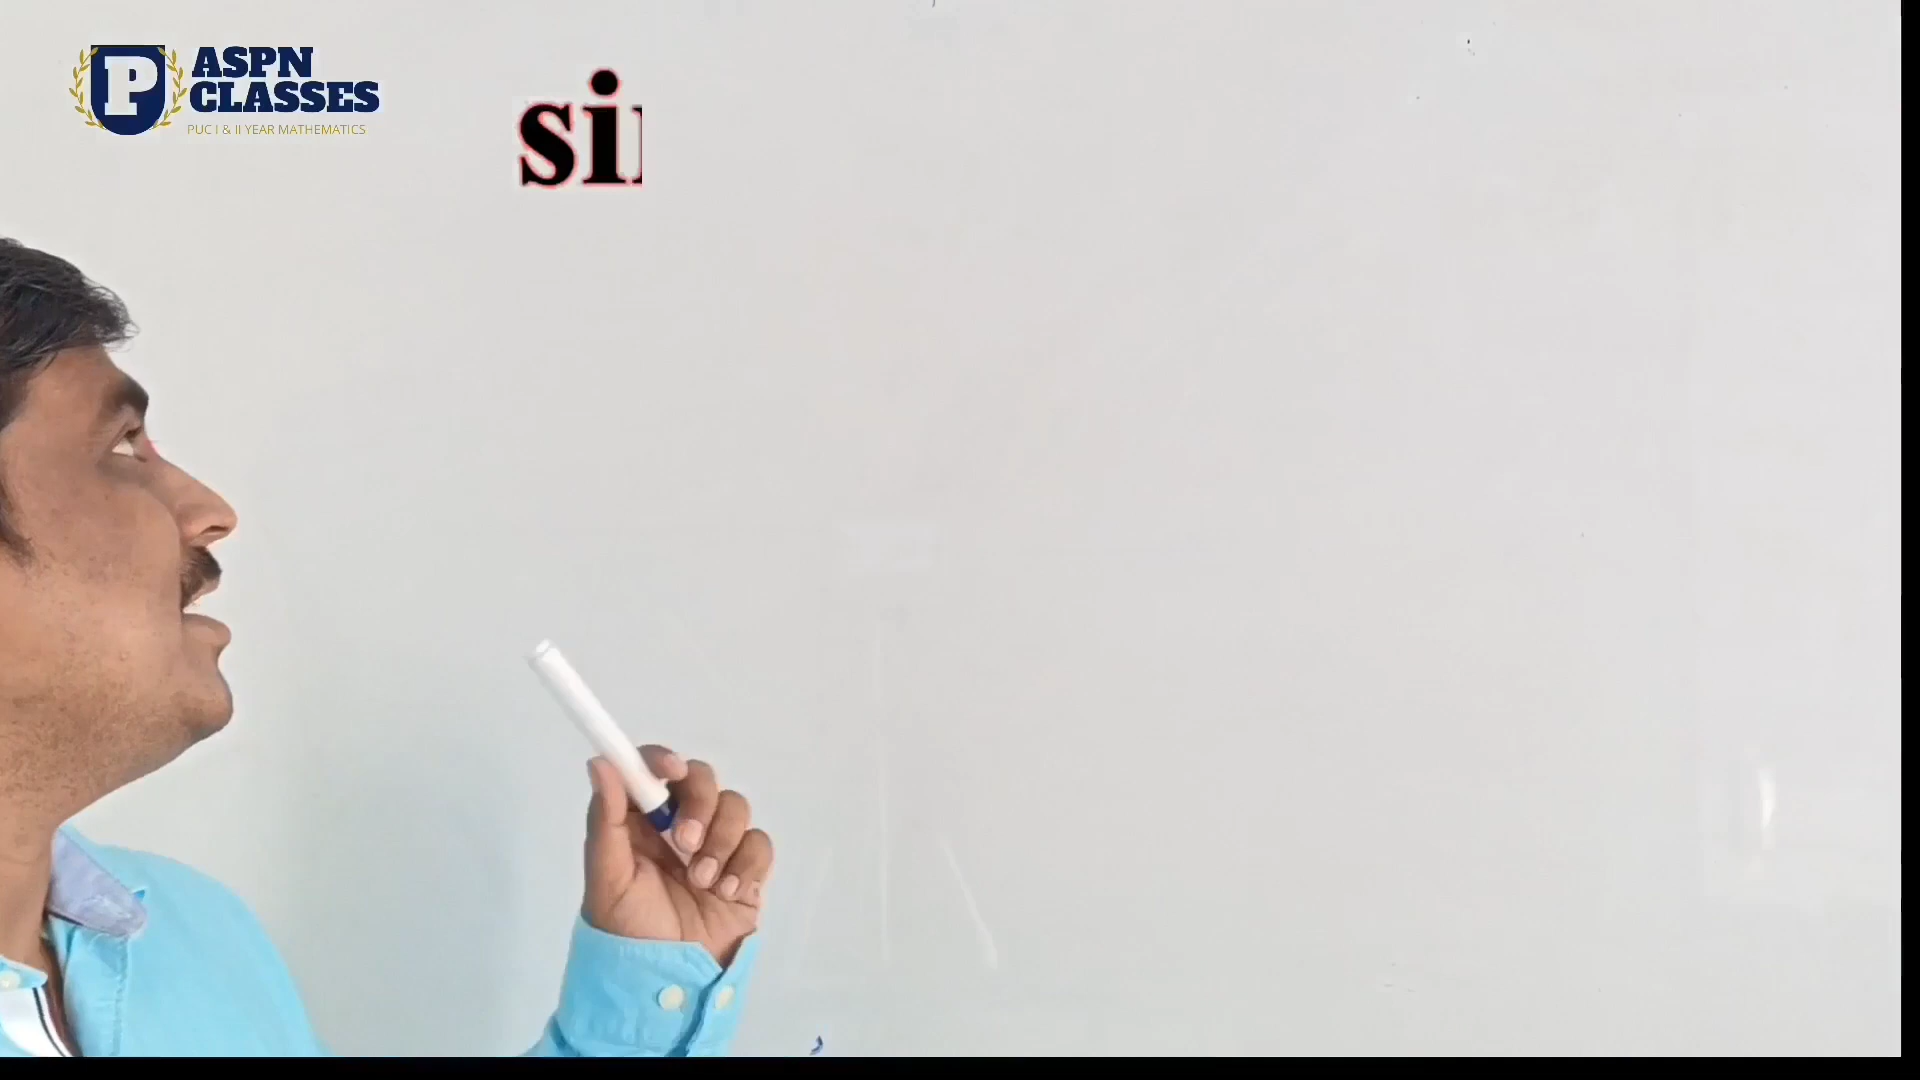 P ASPN
CLASSES
PUC I & II YEAR MATHEMATICS
si